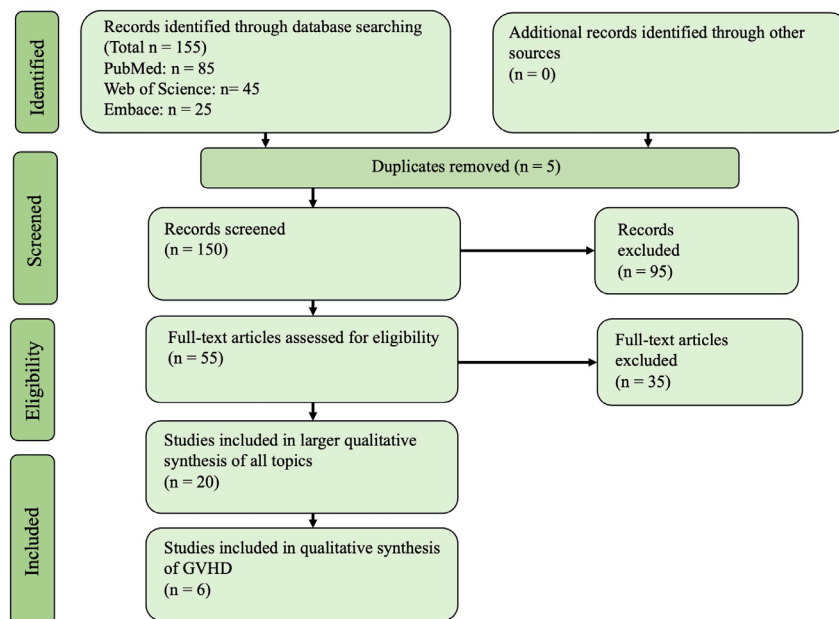 Identified
Records identified through database searching
(Total n = 155)
PubMed: n = 85
Web of Science: n= 45
Embace: n = 25
Additional records identified through other
sources
(n = 0)
Duplicates removed (n = 5)
Screened
Records screened
(n = 150)
Records
excluded
(n = 95)
Eligibility
Full-text articles assessed for eligibility
(n = 55)
Full-text articles
excluded
(n = 35)
Studies included in larger qualitative
synthesis of all topics
(n = 20)
Included
Studies included in qualitative synthesis
of GVHD
(n = 6)